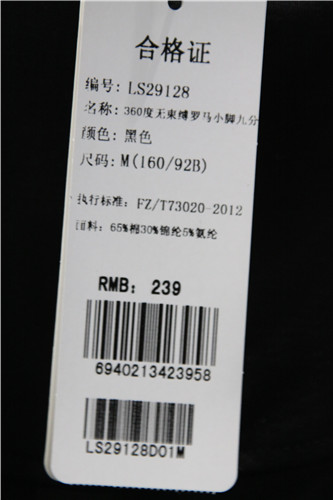 合格证
编号: LS29128
名称: 360度无束缚罗马小脚九分
颜色: 黑色
尺码: M(160/92B)
执行标准: FZ/T73020-2012
面料: 65%棉30%锦纶5%氨纶
RMB: 239
6940213423958
LS29128D01M